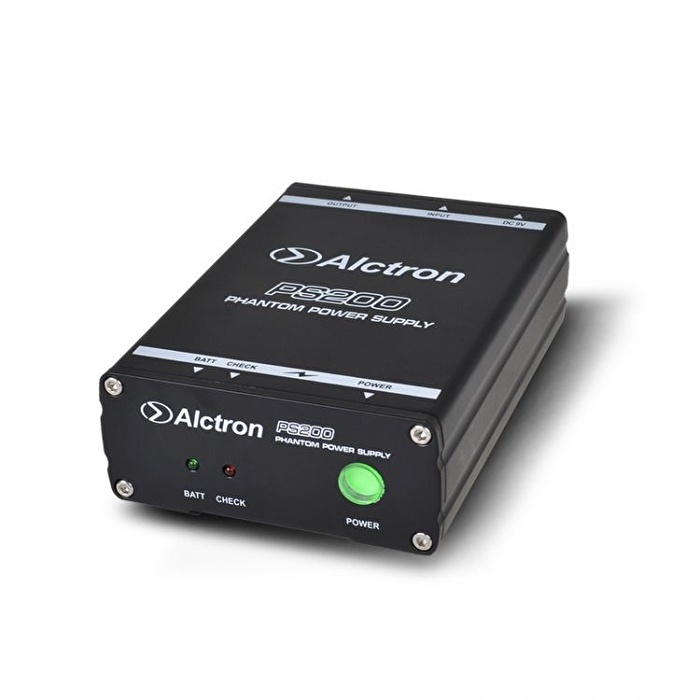 OUTPUT INPUT DC 9V
Alctron
PS200
PHANTOM POWER SUPPLY
BATT CHECK POWER
Alctron PS200
PHANTOM POWER SUPPLY
BATT CHECK
POWER